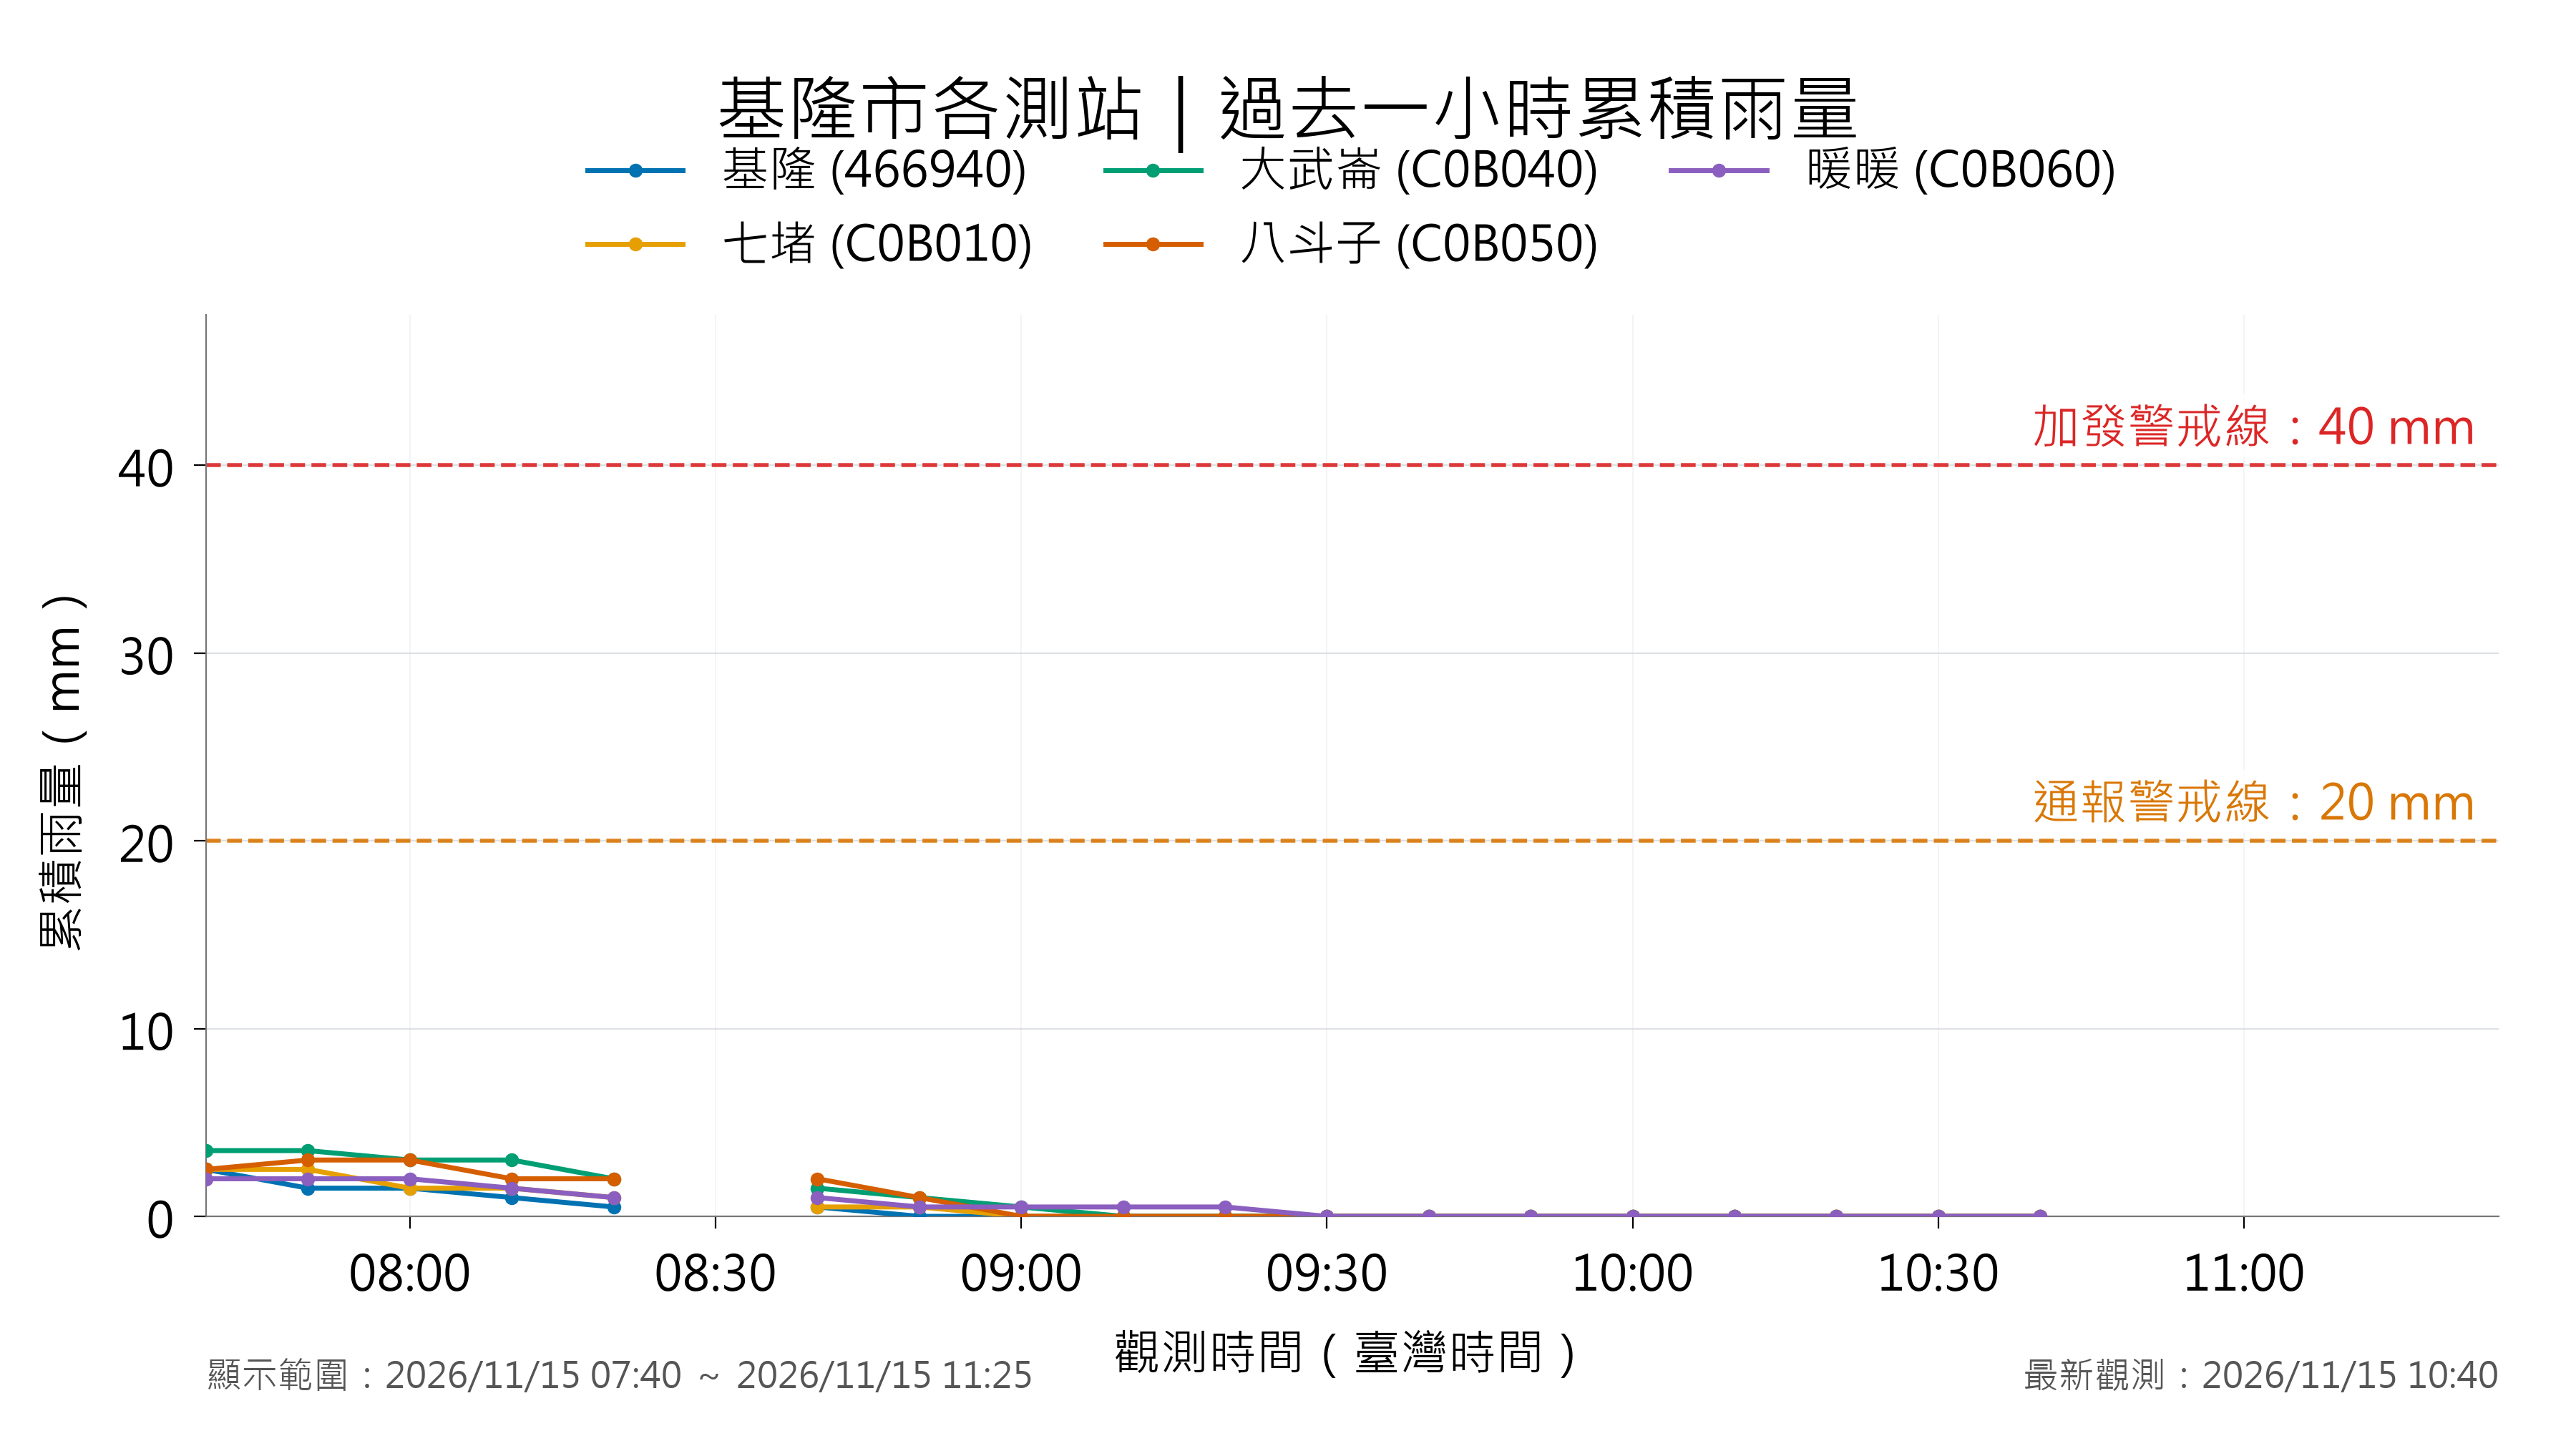 基隆市各測站｜過去一小時累積雨量
基隆 (466940)
大武崙 (C0B040)
暖暖 (C0B060)
七堵 (C0B010)
八斗子 (C0B050)
累積雨量（mm）
40
30
20
10
0
加發警戒線：40 mm
通報警戒線：20 mm
08:00
08:30
09:00
09:30
10:00
10:30
11:00
觀測時間（臺灣時間）
顯示範圍：2026/11/15 07:40 ~ 2026/11/15 11:25
最新觀測：2026/11/15 10:40